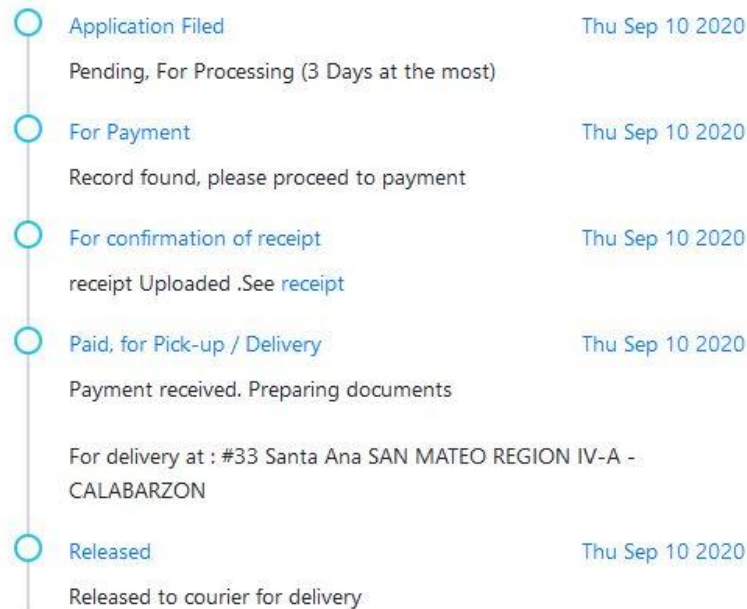 Application Filed Thu Sep 10 2020
Pending, For Processing (3 Days at the most)
For Payment Thu Sep 10 2020
Record found, please proceed to payment
For confirmation of receipt Thu Sep 10 2020
receipt Uploaded .See receipt
Paid, for Pick-up / Delivery Thu Sep 10 2020
Payment received. Preparing documents
For delivery at : #33 Santa Ana SAN MATEO REGION IV-A -
CALABARZON
Released Thu Sep 10 2020
Released to courier for delivery